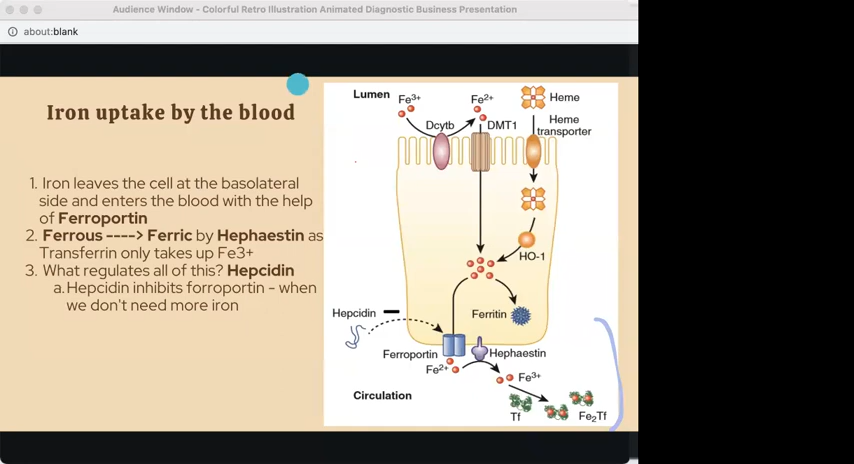 Audience Window - Colorful Retro Illustration Animated Diagnostic Business Presentation
about:blank
Iron uptake by the blood
1. Iron leaves the cell at the basolateral
side and enters the blood with the help
of Ferroportin
2. Ferrous ----> Ferric by Hephaestin as
Transferrin only takes up Fe3+
3. What regulates all of this? Hepcidin
a. Hepcidin inhibits forroportin - when
we don't need more iron
Lumen
Fe3+
Fe2+
Heme
Dcytb
DMT1
Heme
transporter
HO-1
Hepcidin
Ferritin
Ferroportin
Hephaestin
Fe2+
Fe3+
Circulation
Tf
Fe2Tf